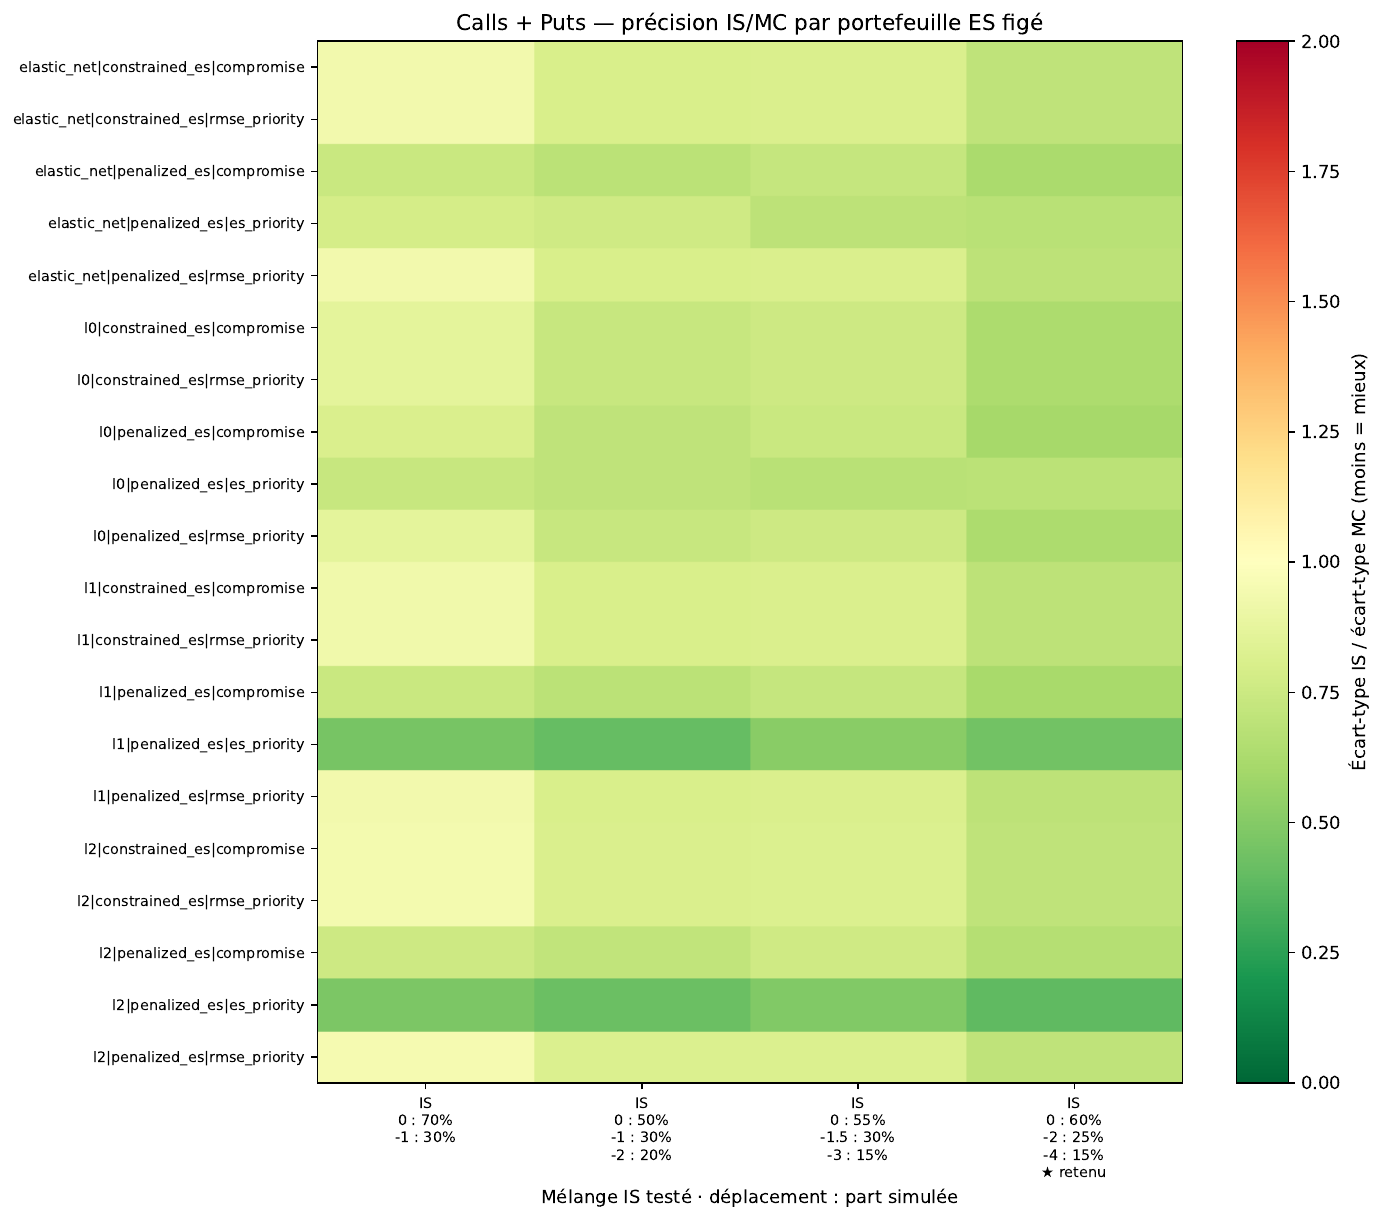 Calls + Puts — précision IS/MC par portefeuille ES figé
elastic_net|constrained_es|compromise
elastic_net|constrained_es|rmse_priority
elastic_net|penalized_es|compromise
elastic_net|penalized_es|es_priority
elastic_net|penalized_es|rmse_priority
l0|constrained_es|compromise
l0|constrained_es|rmse_priority
l0|penalized_es|compromise
l0|penalized_es|es_priority
l0|penalized_es|rmse_priority
l1|constrained_es|compromise
l1|constrained_es|rmse_priority
l1|penalized_es|compromise
l1|penalized_es|es_priority
l1|penalized_es|rmse_priority
l2|constrained_es|compromise
l2|constrained_es|rmse_priority
l2|penalized_es|compromise
l2|penalized_es|es_priority
l2|penalized_es|rmse_priority
IS
0 : 70%
-1 : 30%
IS
0 : 50%
-1 : 30%
-2 : 20%
IS
0 : 55%
-1.5 : 30%
-3 : 15%
IS
0 : 60%
-2 : 25%
-4 : 15%
★ retenu
Mélange IS testé · déplacement : part simulée
2.00
1.75
1.50
1.25
1.00
0.75
0.50
0.25
0.00
Écart-type IS / écart-type MC (moins = mieux)